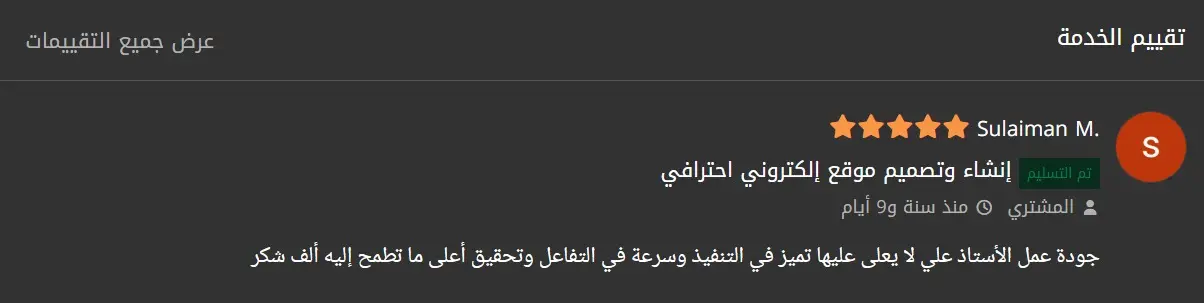 تقييم الخدمة
عرض جميع التقييمات
S
Sulaiman M.
تم التسليم إنشاء وتصميم موقع إلكتروني احترافي
المشتري منذ سنة و9 أيام
جودة عمل الأستاذ علي لا يعلى عليها تميز في التنفيذ وسرعة في التفاعل وتحقيق أعلى ما تطمح إليه ألف شكر